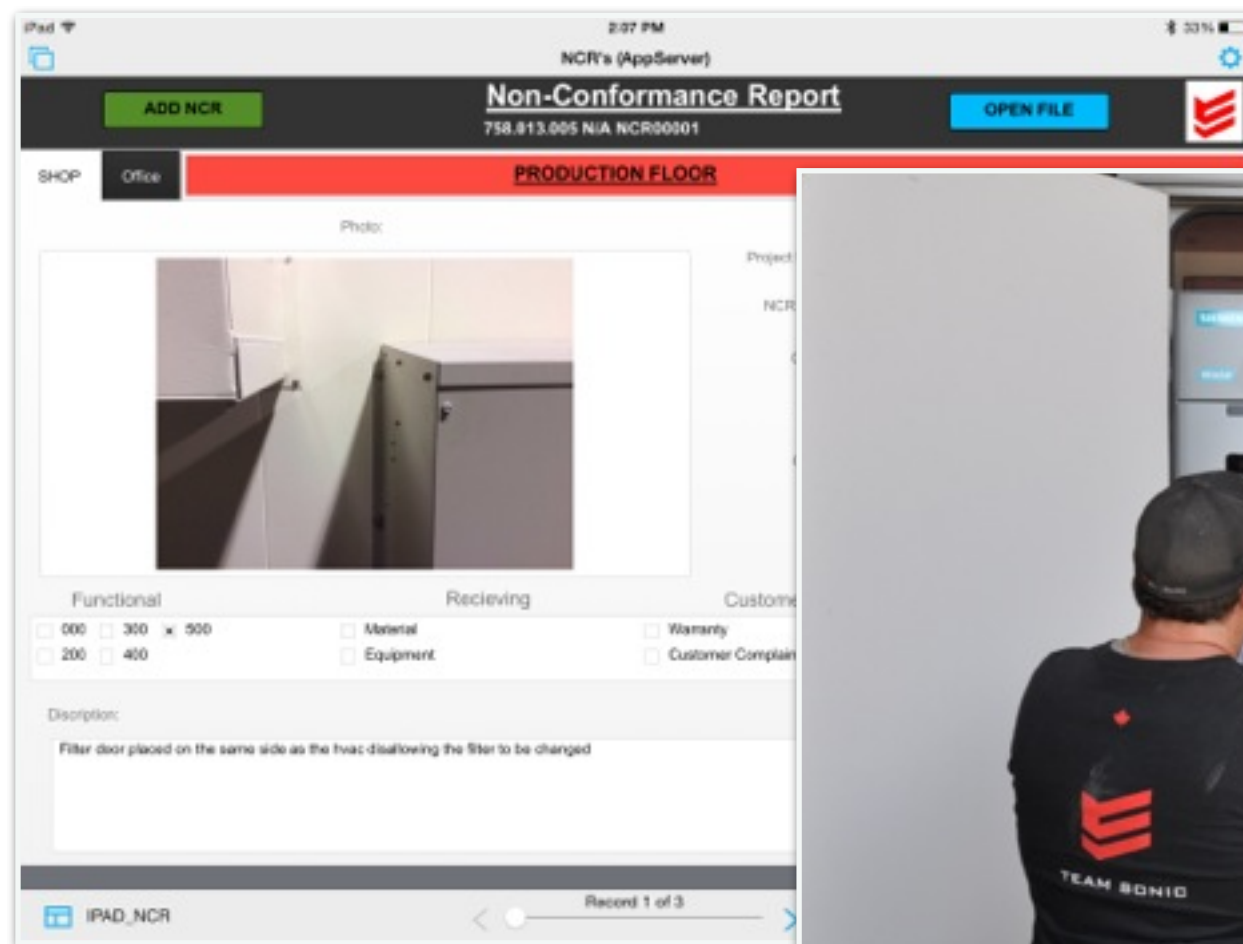 iPad
2:07 PM
33%
NCR's (AppServer)
ADD NCR
Non-Conformance Report
OPEN FILE
758.013.005 N/A NCR00001
SHOP
Office
PRODUCTION FLOOR
Photo:
Project
NCR
Functional
Recieving
Custome
000 300 500
Material
Warranty
200 400
Equipment
Customer Complain
Discription:
Filter door placed on the same side as the hvac disallowing the filter to be changed
TEAM SONIC
IPAD_NCR
Record 1 of 3